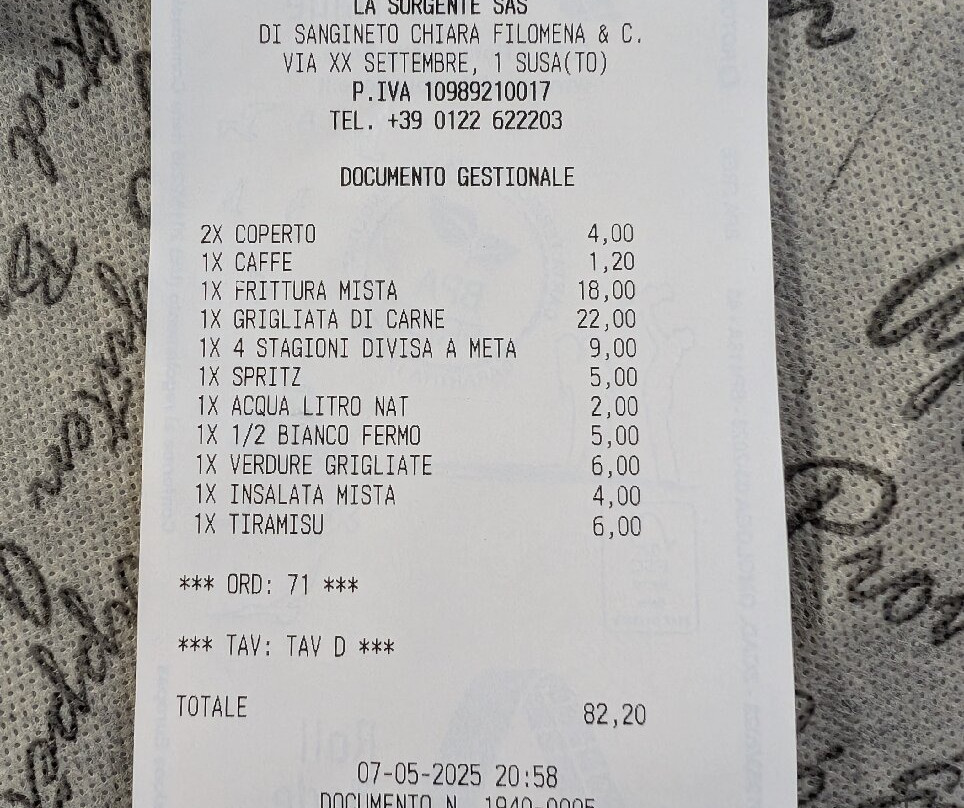 LA SORGENTE SAS
DI SANGINETO CHIARA FILOMENA & C.
VIA XX SETTEMBRE, 1 SUSA(TO)
P.IVA 10989210017
TEL. +39 0122 622203
DOCUMENTO GESTIONALE
2X COPERTO 4,00
1X CAFFE 1,20
1X FRITTURA MISTA 18,00
1X GRIGLIATA DI CARNE 22,00
1X 4 STAGIONI DIVISA A META 9,00
1X SPRITZ 5,00
1X ACQUA LITRO NAT 2,00
1X 1/2 BIANCO FERMO 5,00
1X VERDURE GRIGLIATE 6,00
1X INSALATA MISTA 4,00
1X TIRAMISU 6,00
*** ORD: 71 ***
*** TAV: TAV D ***
TOTALE 82,20
07-05-2025 20:58
DOCUMENTO N. 1940-0005